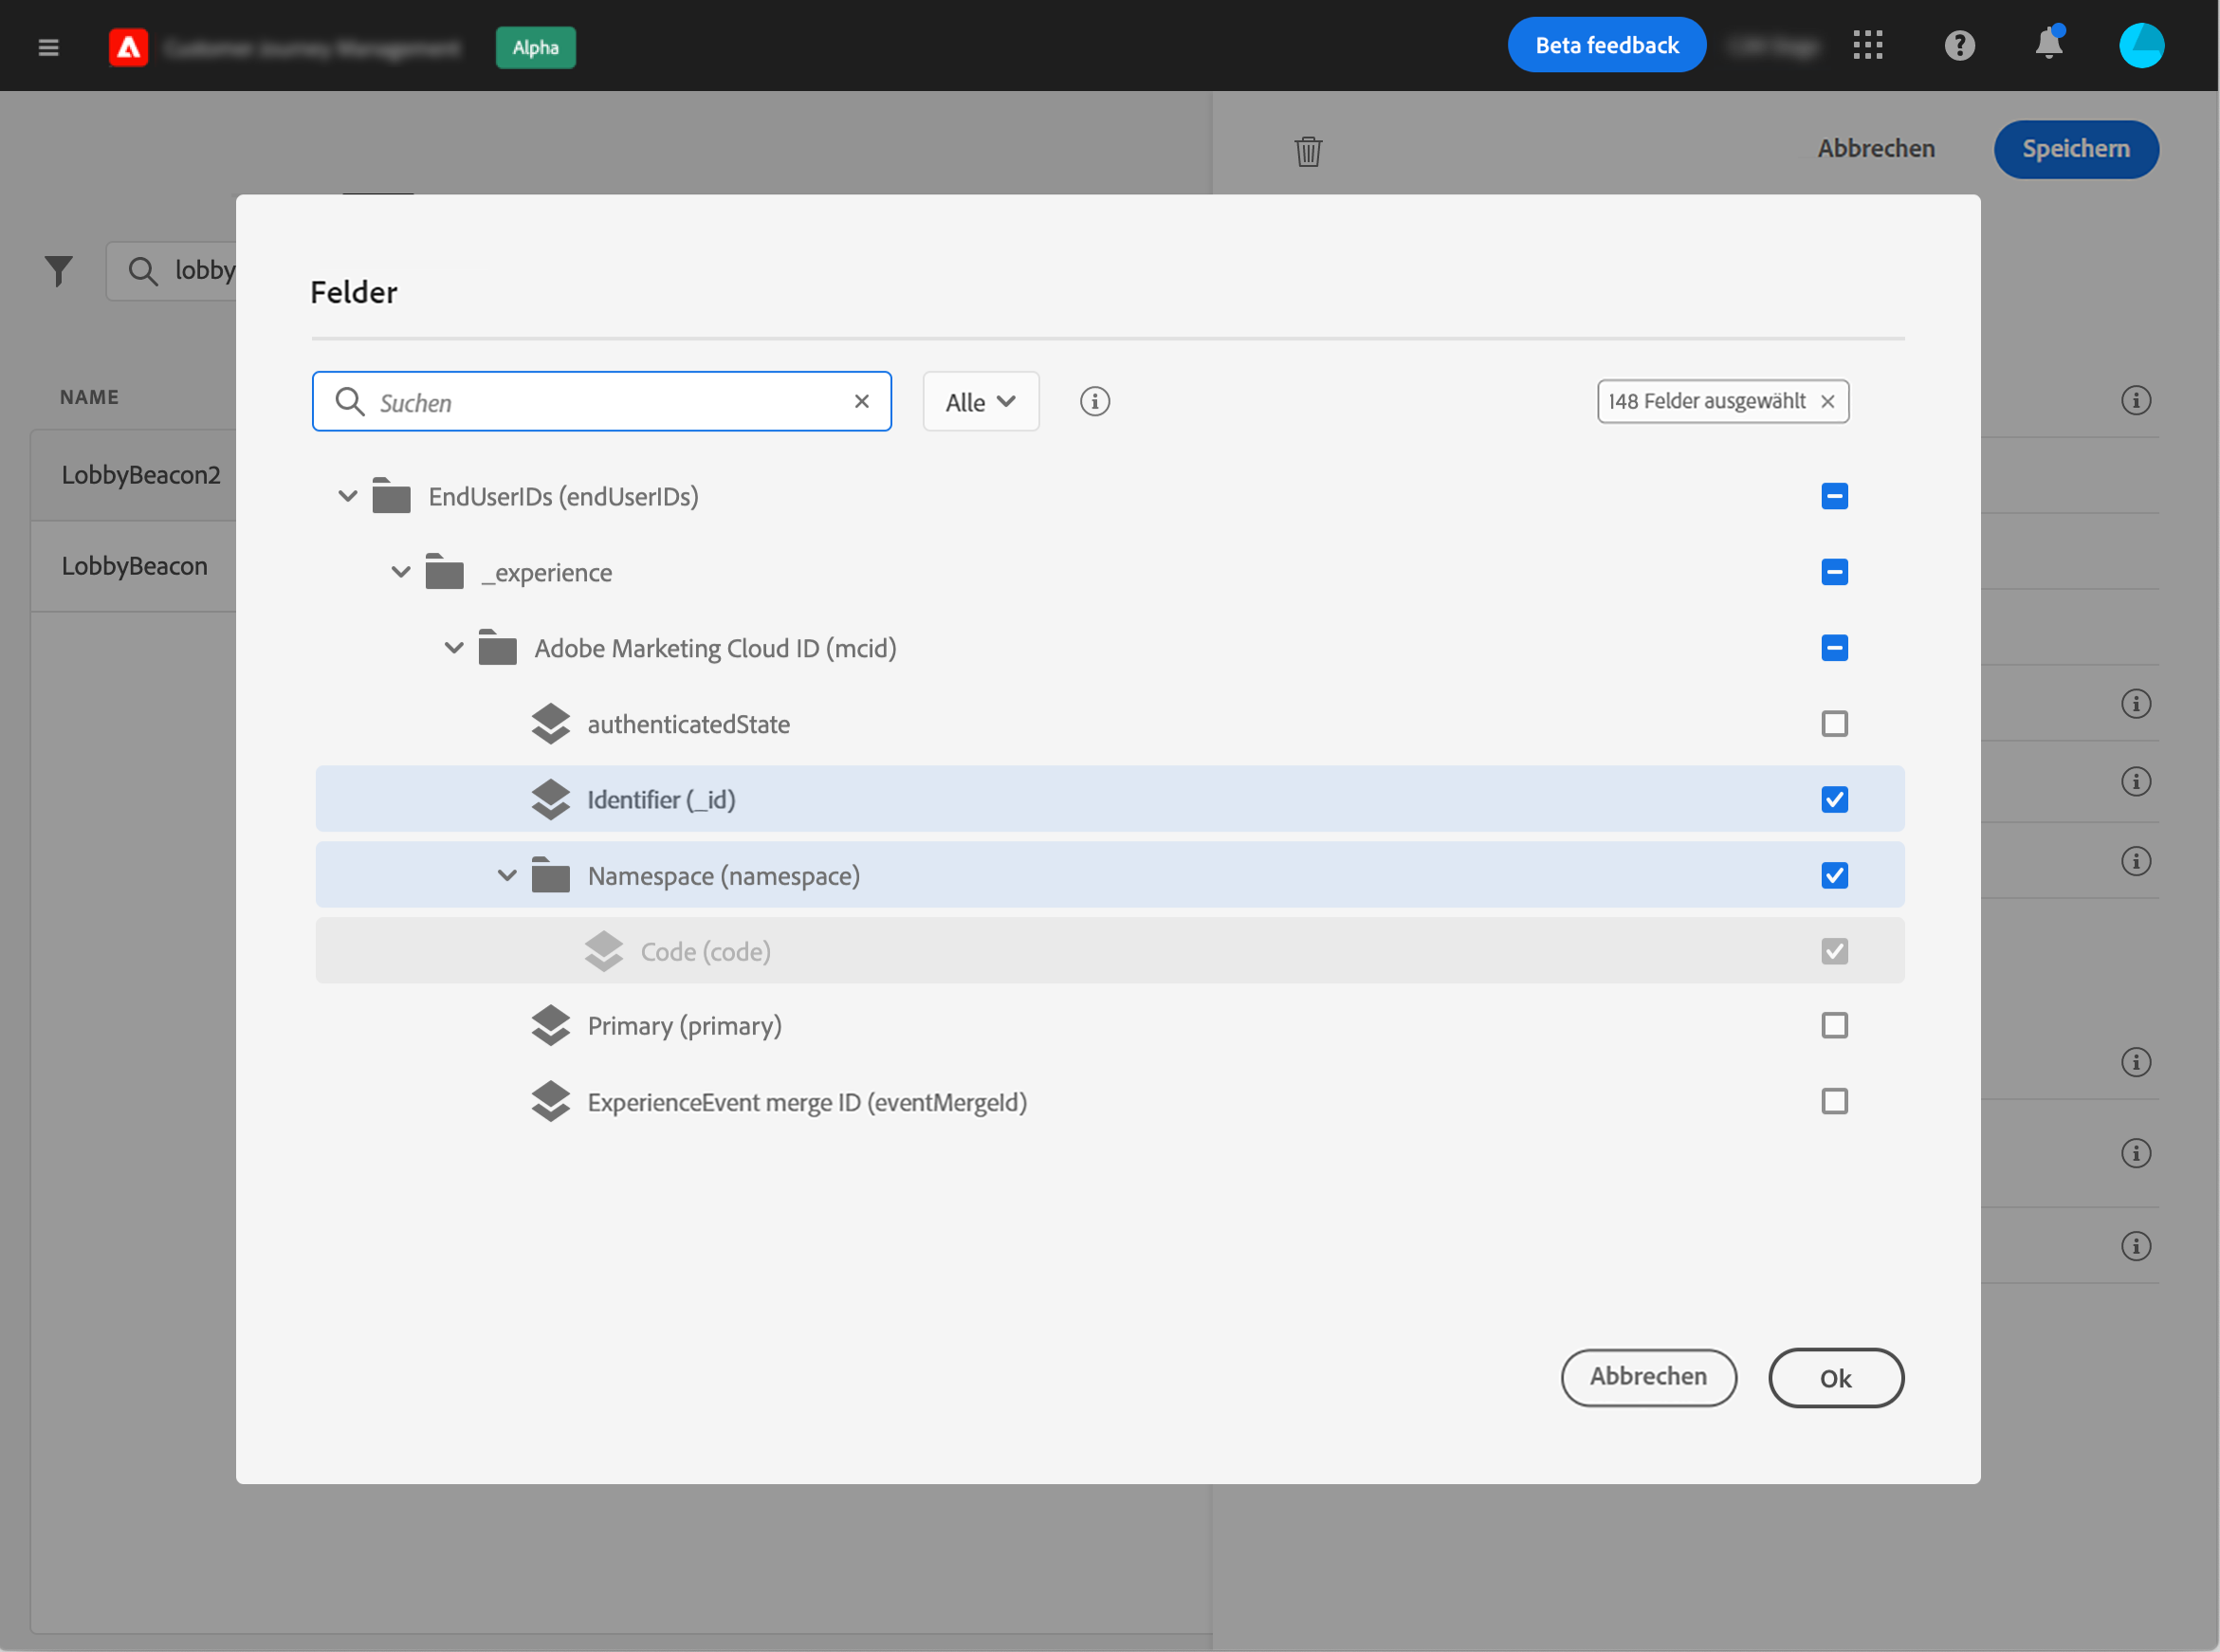 Alpha
Beta feedback
Abbrechen
Speichern
lobby
NAME
LobbyBeacon2
LobbyBeacon
Felder
Suchen
Alle
148 Felder ausgewählt
EndUserIDs (endUserIDs)
_experience
Adobe Marketing Cloud ID (mcid)
authenticatedState
Identifier (_id)
Namespace (namespace)
Code (code)
Primary (primary)
ExperienceEvent merge ID (eventMergeId)
Abbrechen
Ok